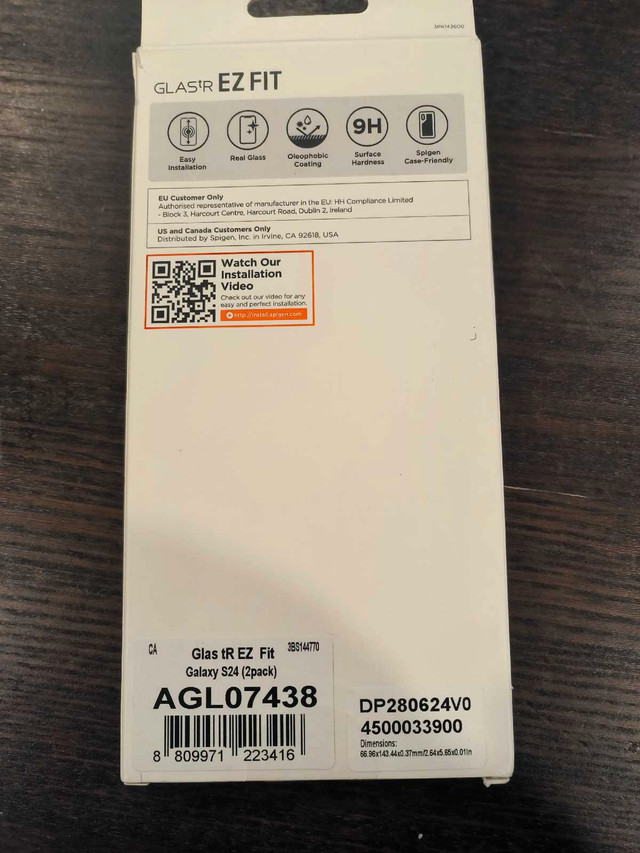 3PK143600
GLAStR EZ FIT
9H
Easy Installation
Real Glass
Oleophobic Coating
Surface Hardness
Spigen Case-Friendly
EU Customer Only
Authorised representative of manufacturer in the EU: HH Compliance Limited
- Block 3, Harcourt Centre, Harcourt Road, Dublin 2, Ireland
US and Canada Customers Only
Distributed by Spigen, Inc. in Irvine, CA 92618, USA
Watch Our
Installation
Video
Check out our video for any
easy and perfect installation.
http://install.spigen.com
CA
Glas tR EZ Fit
3BS144770
Galaxy S24 (2pack)
AGL07438
8 809971 223416
DP280624V0
4500033900
Dimensions:
66.96x143.44x0.37mm/2.64x5.65x0.01in